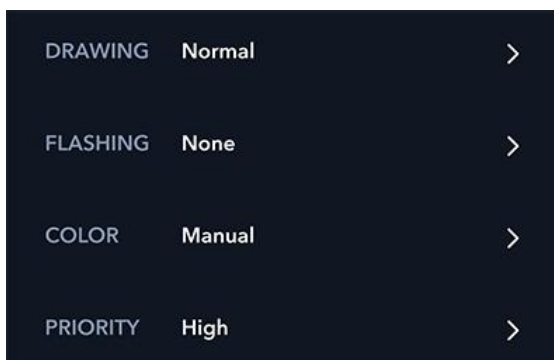 DRAWING Normal
FLASHING None
COLOR Manual
PRIORITY High